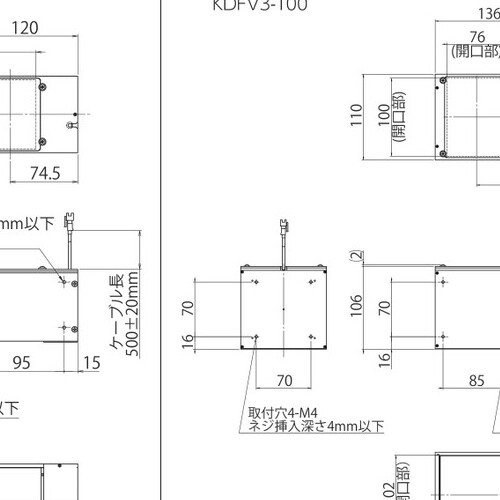 KDFV3-100
120
136
76
(開口部)
110
100
(開口部)
74.5
mm以下
ケーブル長
500±20mm
(2)
70
16
106
70
16
95
15
70
85
以下
取付穴4-M4
ネジ挿入深さ4mm以下
02
開口部)